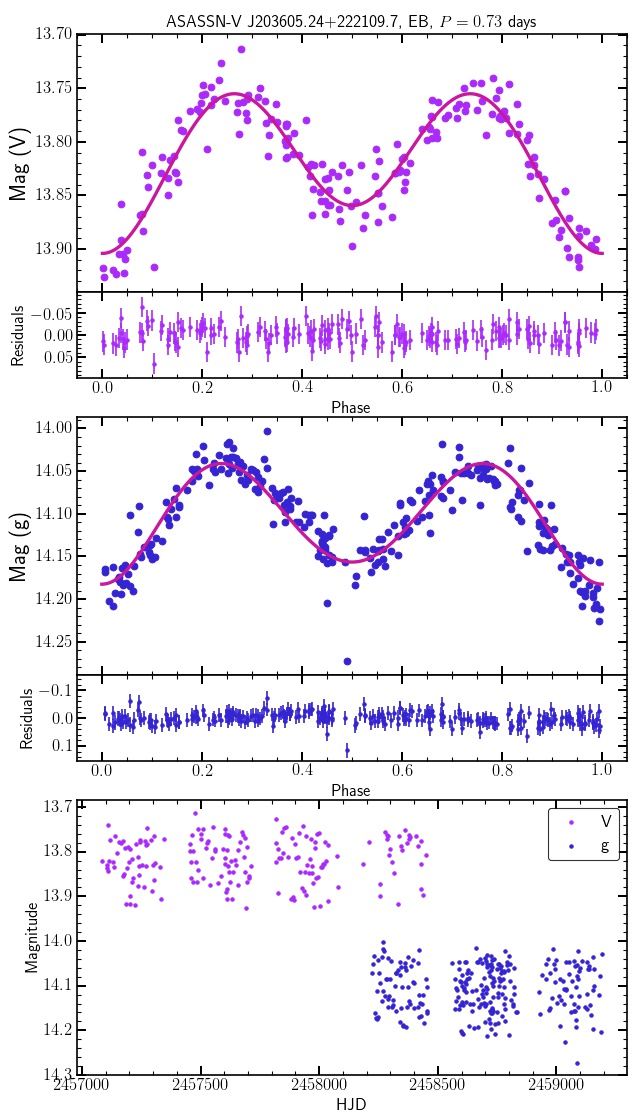 ASASSN-V J203605.24+222109.7, EB, P = 0.73 days
13.70
13.75
13.80
13.85
13.90
Mag (V)
−0.05
0.00
0.05
Residuals
0.0 0.2 0.4 0.6 0.8 1.0
Phase
14.00
14.05
14.10
14.15
14.20
14.25
Mag (g)
−0.1
0.0
0.1
Residuals
0.0 0.2 0.4 0.6 0.8 1.0
Phase
13.7
13.8
13.9
14.0
14.1
14.2
14.3
Magnitude
V
g
2457000 2457500 2458000 2458500 2459000
HJD